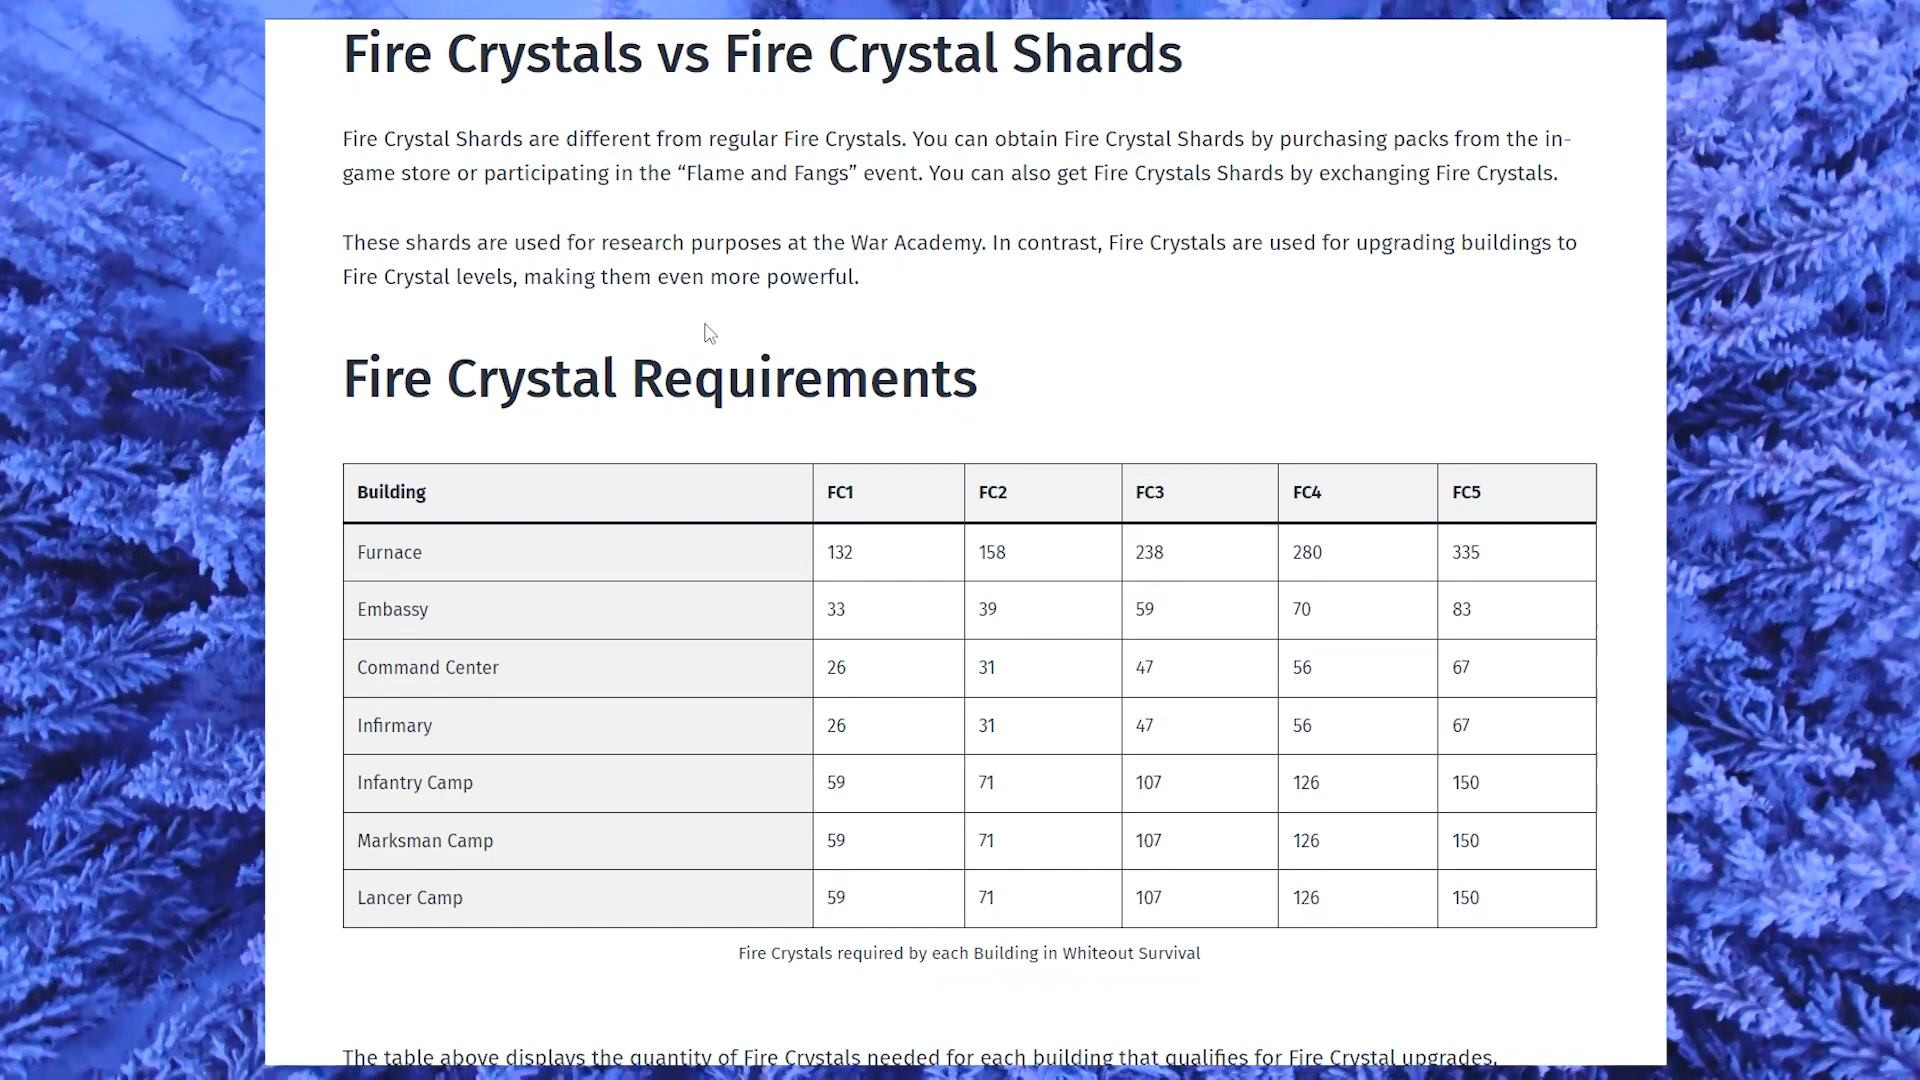 Fire Crystals vs Fire Crystal Shards
Fire Crystal Shards are different from regular Fire Crystals. You can obtain Fire Crystal Shards by purchasing packs from the in-
game store or participating in the “Flame and Fangs” event. You can also get Fire Crystals Shards by exchanging Fire Crystals.
These shards are used for research purposes at the War Academy. In contrast, Fire Crystals are used for upgrading buildings to
Fire Crystal levels, making them even more powerful.
Fire Crystal Requirements
Building FC1 FC2 FC3 FC4 FC5
Furnace 132 158 238 280 335
Embassy 33 39 59 70 83
Command Center 26 31 47 56 67
Infirmary 26 31 47 56 67
Infantry Camp 59 71 107 126 150
Marksman Camp 59 71 107 126 150
Lancer Camp 59 71 107 126 150
Fire Crystals required by each Building in Whiteout Survival
The table above displays the quantity of Fire Crystals needed for each building that qualifies for Fire Crystal upgrades.